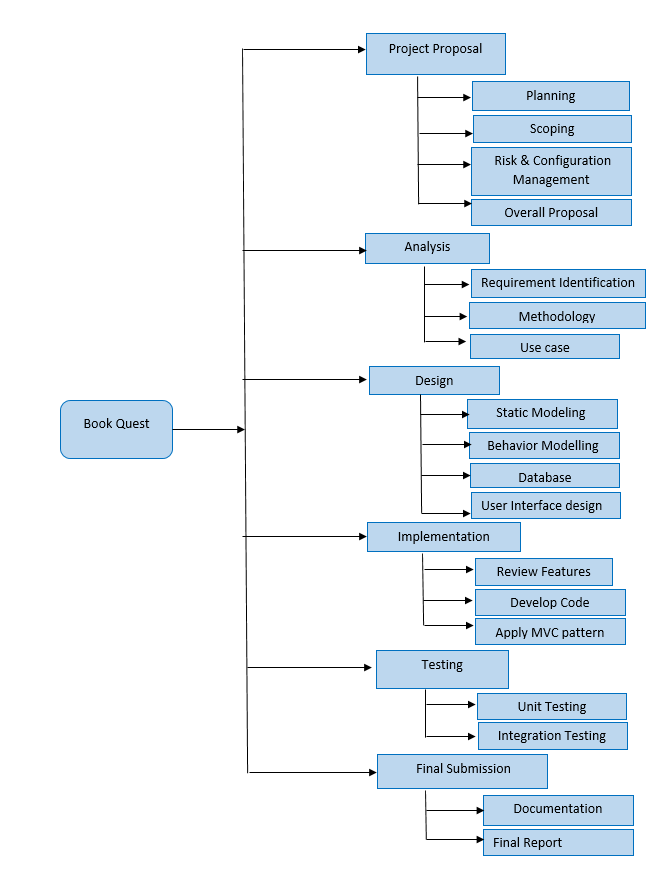 Project Proposal
Planning
Scoping
Risk & Configuration
Management
Overall Proposal
Analysis
Requirement Identification
Methodology
Use case
Design
Static Modeling
Book Quest
Behavior Modelling
Database
User Interface design
Implementation
Review Features
Develop Code
Apply MVC pattern
Testing
Unit Testing
Integration Testing
Final Submission
Documentation
Final Report